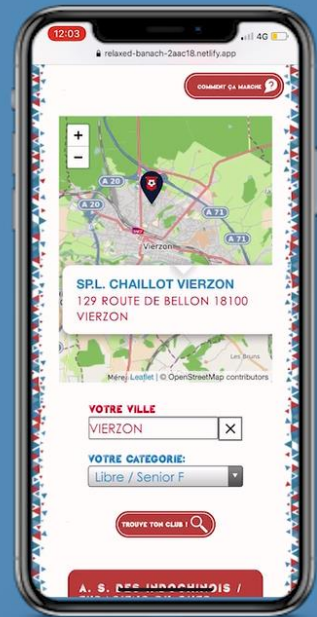 12:03
4G
relaxed-banach-2aac18.netlify.app
COMMENT ÇA MARCHE ?
+
−
A 20
A 20
A 71
A 71
Vierzon
SP.L. CHAILLOT VIERZON
129 ROUTE DE BELLON 18100
VIERZON
Les Bruns
Mére
Leaflet | © OpenStreetMap contributors
VOTRE VILLE
VIERZON
VOTRE CATEGORIE:
Libre / Senior F
TROUVE TON CLUB !
A. S. DES INDOCHINOIS /